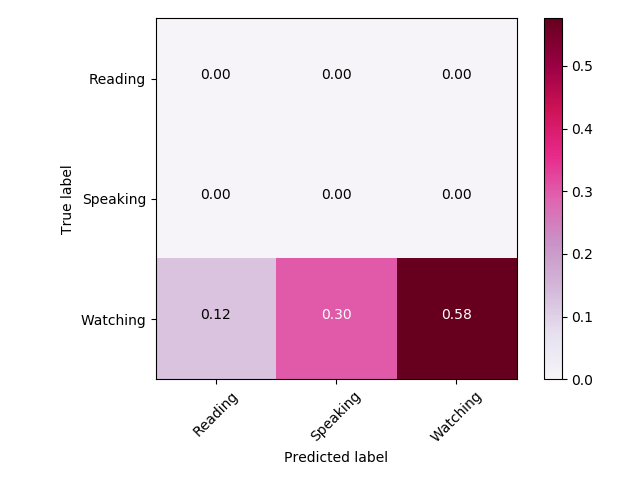 Reading 0.00 0.00 0.00
Speaking 0.00 0.00 0.00
Watching 0.12 0.30 0.58
Reading Speaking Watching
Predicted label
True label
0.5
0.4
0.3
0.2
0.1
0.0